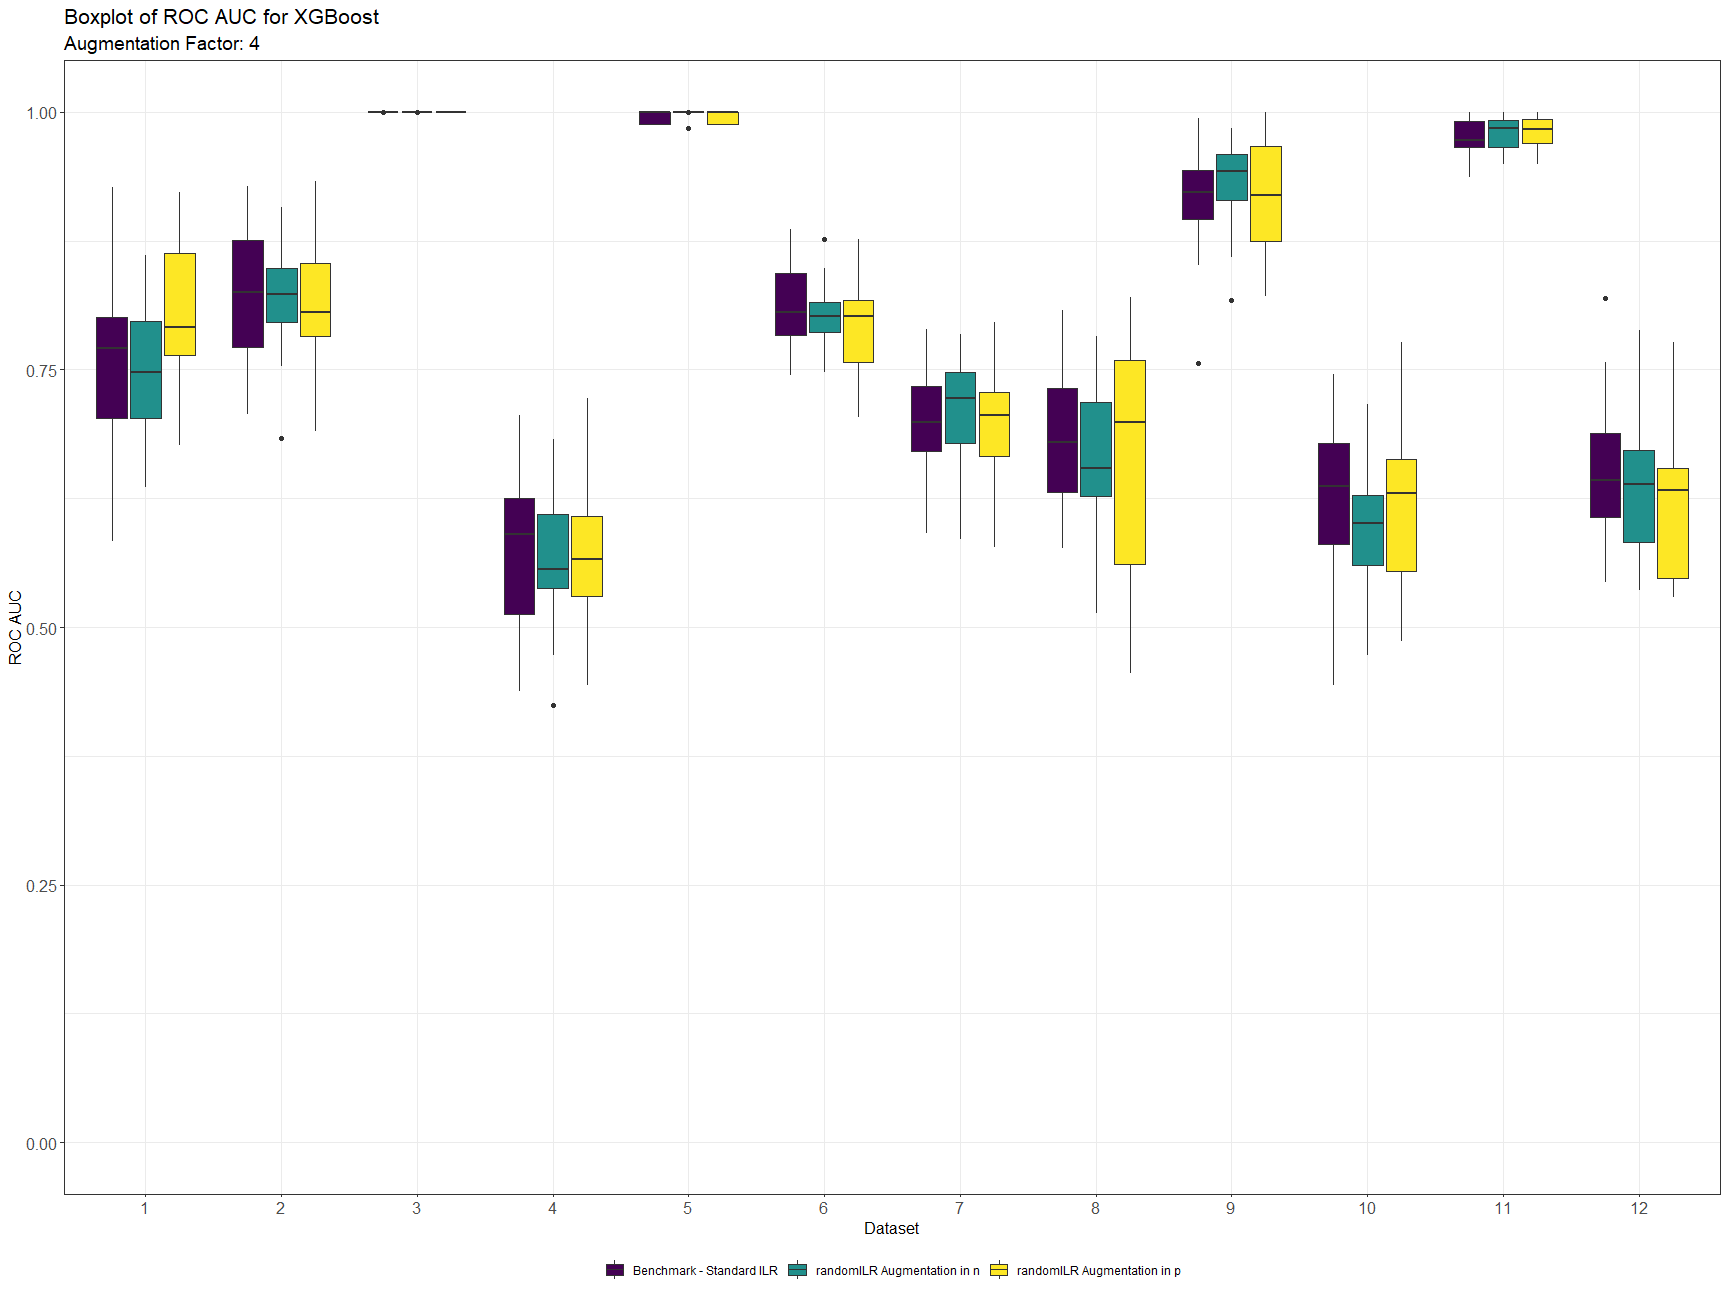 Boxplot of ROC AUC for XGBoost
Augmentation Factor: 4
ROC AUC
1.00
0.75
0.50
0.25
0.00
1 2 3 4 5 6 7 8 9 10 11 12
Dataset
Benchmark - Standard ILR randomILR Augmentation in n randomILR Augmentation in p